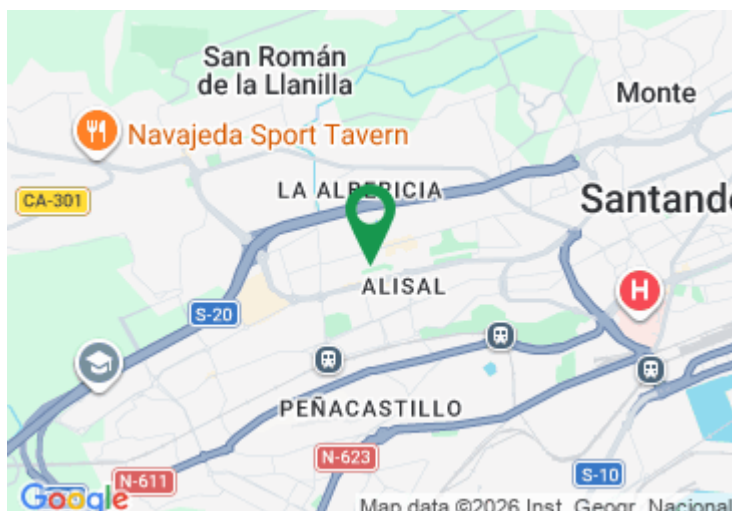 San Román
de la Llanilla
Monte
Navajeda Sport Tavern
CA-301
LA ALBERICIA
Santand
ALISAL
H
S-20
PEÑACASTILLO
N-623
N-611
S-10
Google
Map data ©2026 Inst. Geogr. Nacional